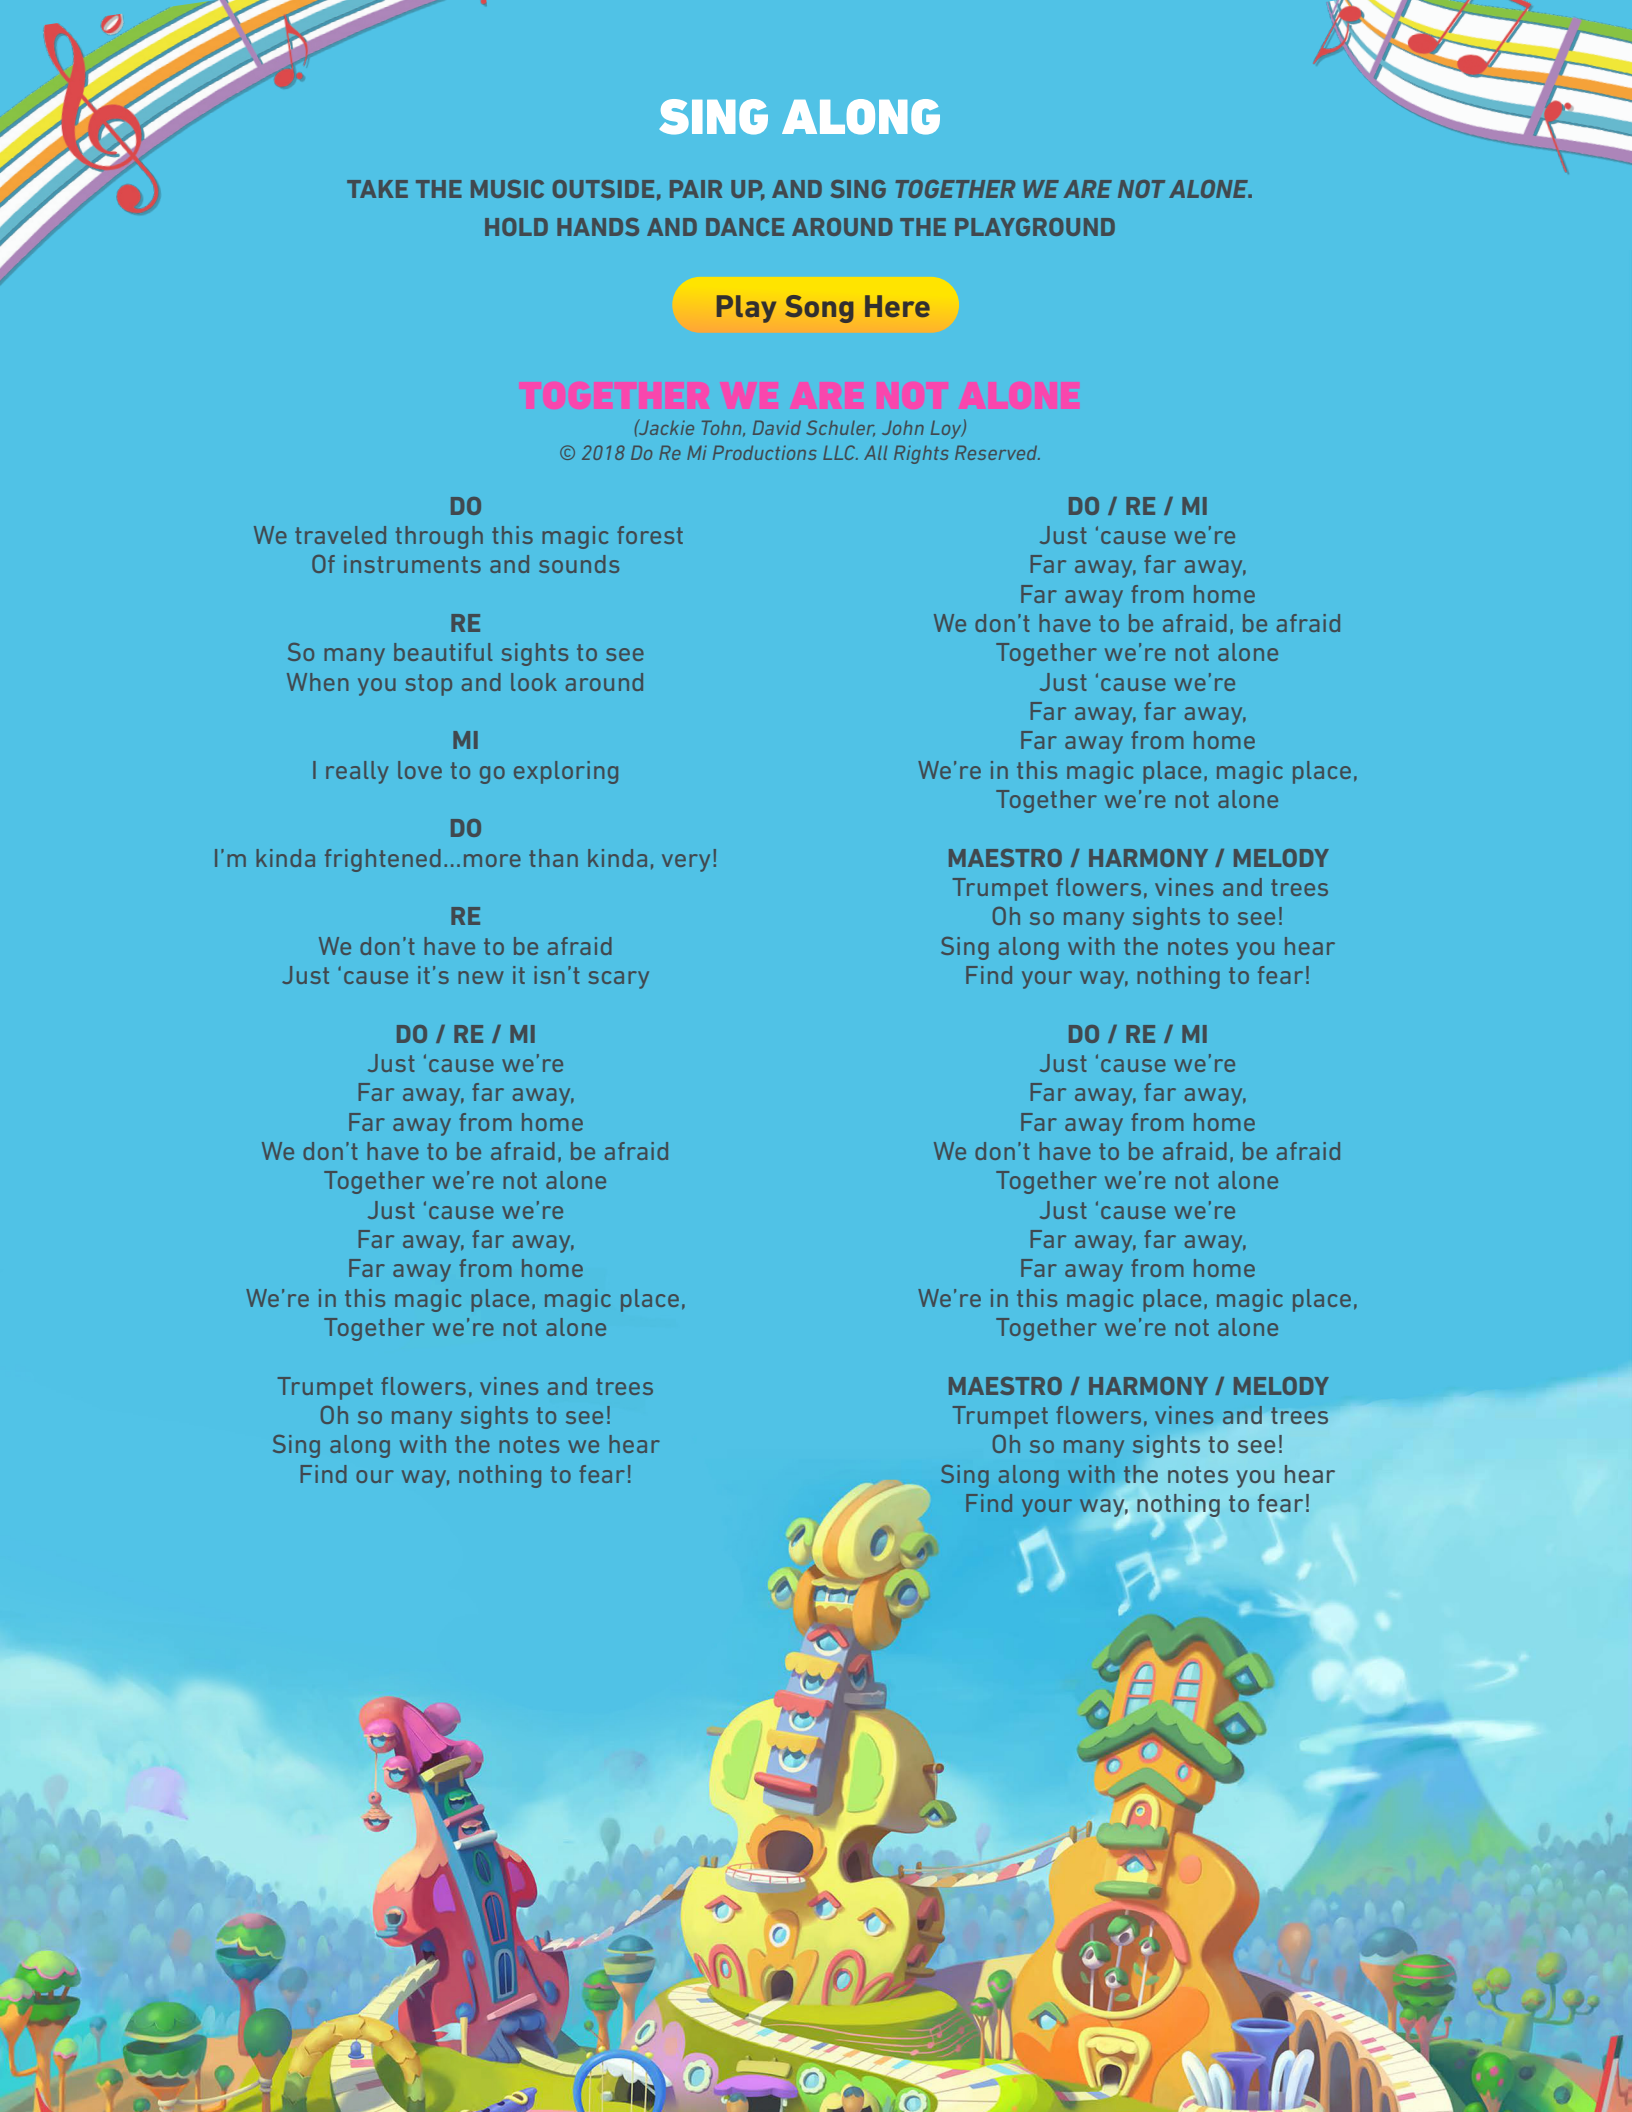 SING ALONG
TAKE THE MUSIC OUTSIDE, PAIR UP, AND SING TOGETHER WE ARE NOT ALONE.
HOLD HANDS AND DANCE AROUND THE PLAYGROUND
Play Song Here
TOGETHER WE ARE NOT ALONE
(Jackie Tohn, David Schuler, John Loy)
© 2018 Do Re Mi Productions LLC. All Rights Reserved.
DO
We traveled through this magic forest
Of instruments and sounds
RE
So many beautiful sights to see
When you stop and look around
MI
I really love to go exploring
DO
I'm kinda frightened...more than kinda, very!
RE
We don't have to be afraid
Just ‘cause it's new it isn't scary
DO / RE / MI
Just ‘cause we're
Far away, far away,
Far away from home
We don't have to be afraid, be afraid
Together we're not alone
Just ‘cause we're
Far away, far away,
Far away from home
We're in this magic place, magic place,
Together we're not alone
Trumpet flowers, vines and trees
Oh so many sights to see!
Sing along with the notes we hear
Find our way, nothing to fear!
DO / RE / MI
Just ‘cause we're
Far away, far away,
Far away from home
We don't have to be afraid, be afraid
Together we're not alone
Just ‘cause we're
Far away, far away,
Far away from home
We're in this magic place, magic place,
Together we're not alone
MAESTRO / HARMONY / MELODY
Trumpet flowers, vines and trees
Oh so many sights to see!
Sing along with the notes you hear
Find your way, nothing to fear!
DO / RE / MI
Just ‘cause we're
Far away, far away,
Far away from home
We don't have to be afraid, be afraid
Together we're not alone
Just ‘cause we're
Far away, far away,
Far away from home
We're in this magic place, magic place,
Together we're not alone
MAESTRO / HARMONY / MELODY
Trumpet flowers, vines and trees
Oh so many sights to see!
Sing along with the notes you hear
Find your way, nothing to fear!